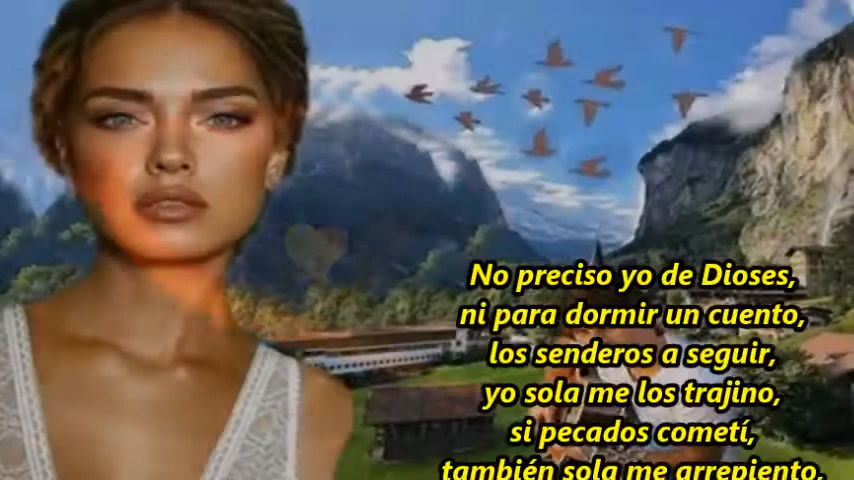 No preciso yo de Dioses,
ni para dormir un cuento,
los senderos a seguir,
yo sola me los trajino,
si pecados cometí,
también sola me arrepiento,